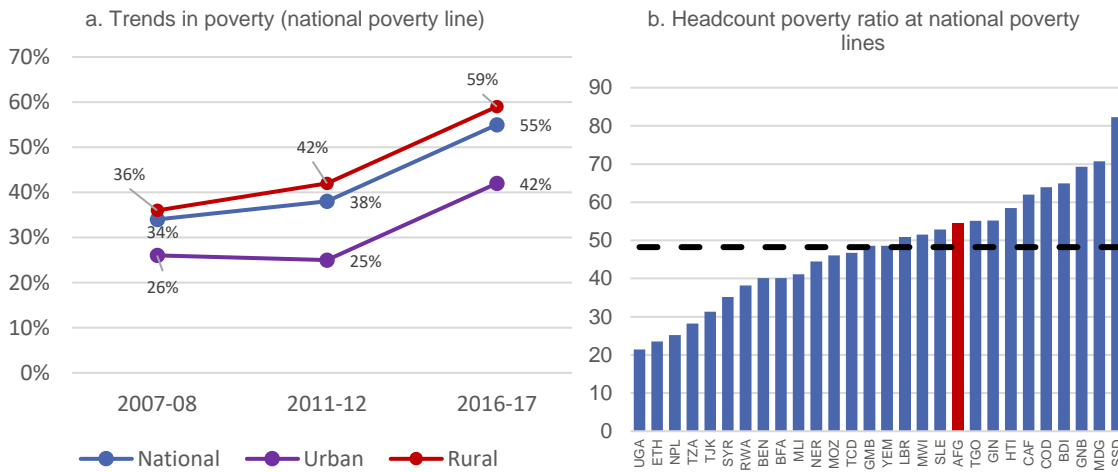 a. Trends in poverty (national poverty line)
70%
60%
50%
40%
30%
20%
10%
0%
59%
55%
42%
42%
38%
36%
34%
26%
25%
2007-08
2011-12
2016-17
National
Urban
Rural
b. Headcount poverty ratio at national poverty
lines
90
80
70
60
50
40
30
20
10
0
UGA
ETH
NPL
TZA
TJK
SYR
RWA
BEN
BFA
MLI
NER
MOZ
TCD
GMB
YEM
LBR
MWI
SLE
AFG
TGO
GIN
HTI
CAF
COD
BDI
GNB
MDG
SSD